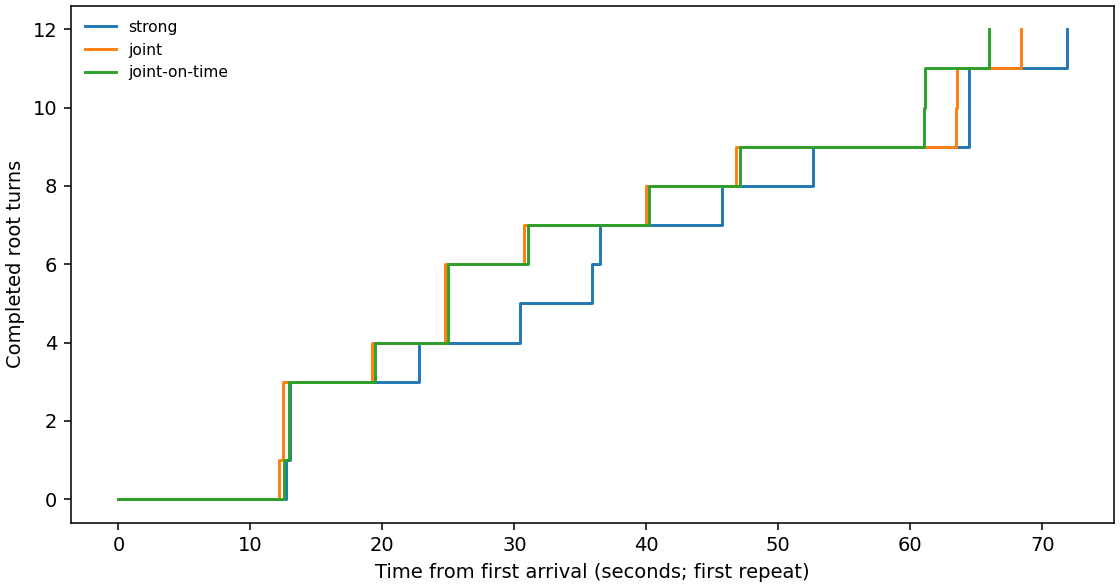 strong
joint
joint-on-time
Completed root turns
12
10
8
6
4
2
0
0 10 20 30 40 50 60 70
Time from first arrival (seconds; first repeat)